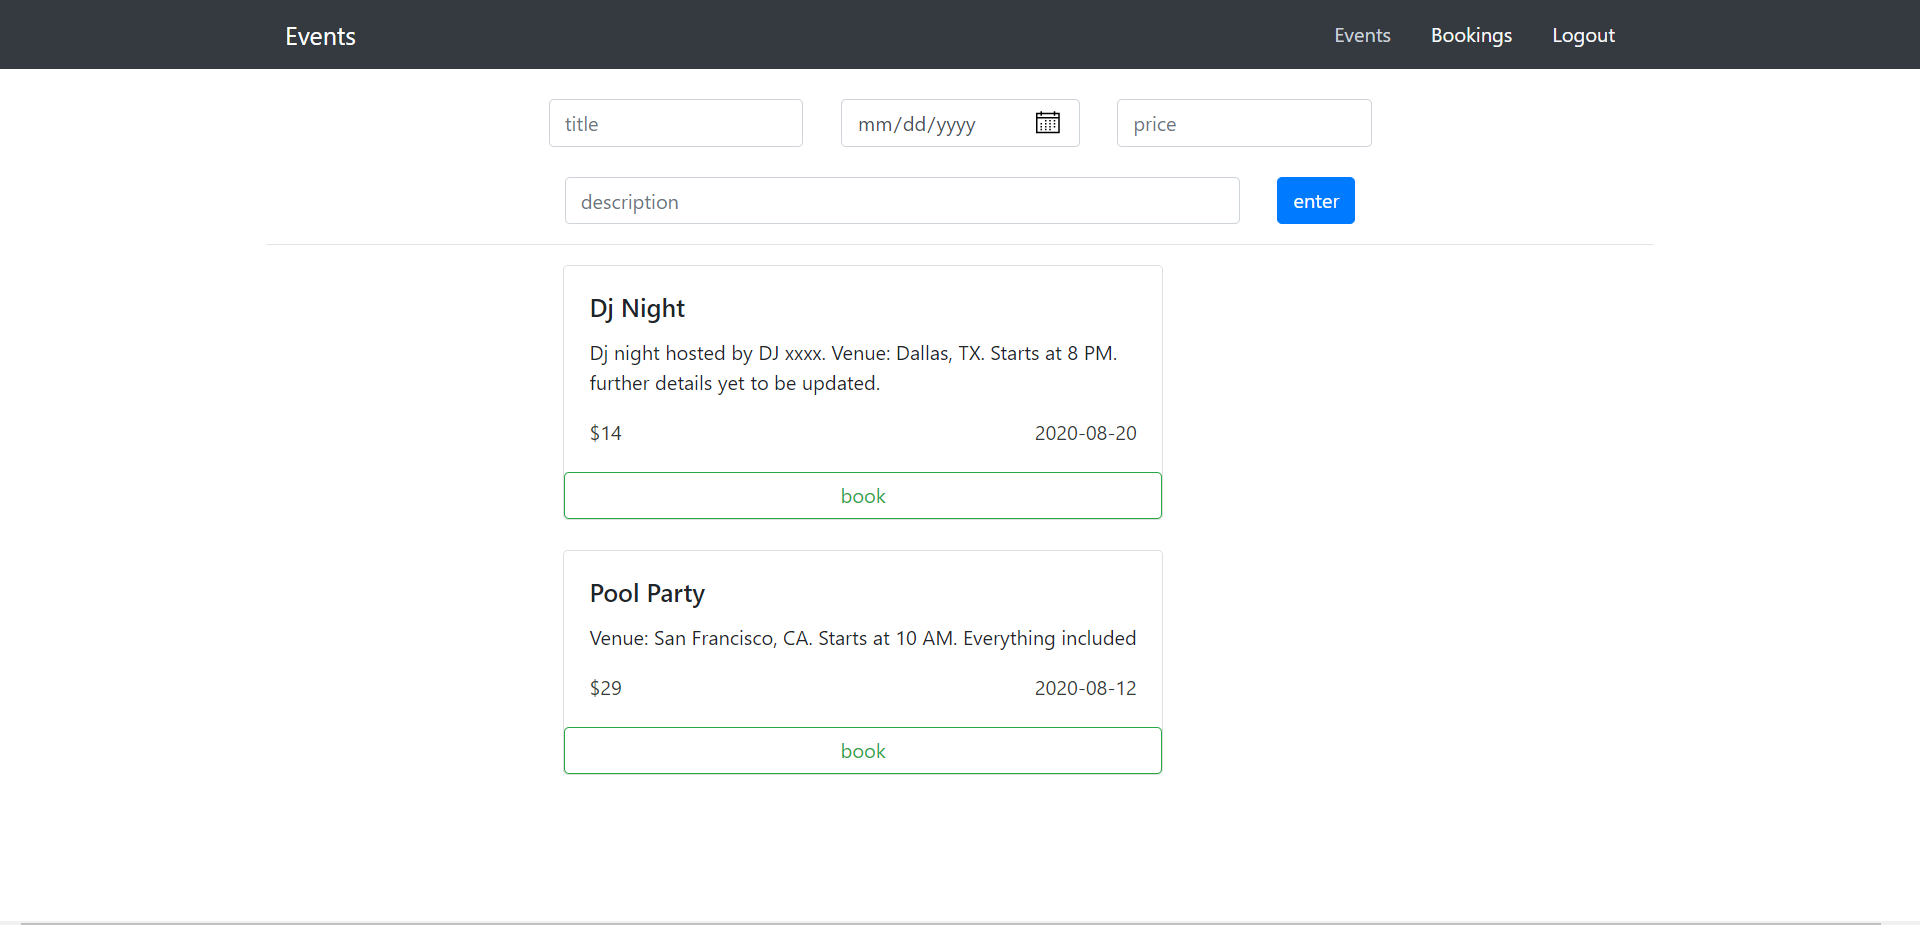 Events
Events Bookings Logout
title mm/dd/yyyy price
description enter
Dj Night
Dj night hosted by DJ xxxx. Venue: Dallas, TX. Starts at 8 PM.
further details yet to be updated.
$14 2020-08-20
book
Pool Party
Venue: San Francisco, CA. Starts at 10 AM. Everything included
$29 2020-08-12
book